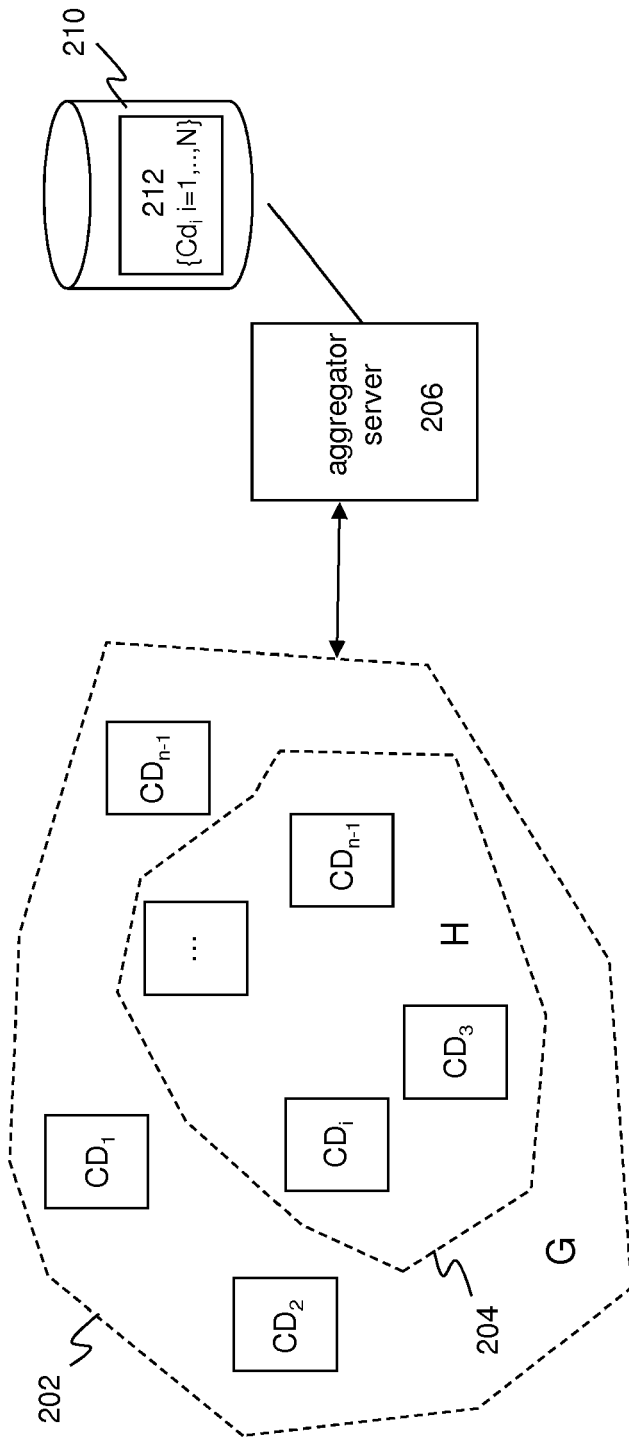 202
CD2
CD1
CDn-1
...
CDi
CD3
CDn-1
H
G
204
aggregator
server
206
210
212
{Cdi i=1,..,N}